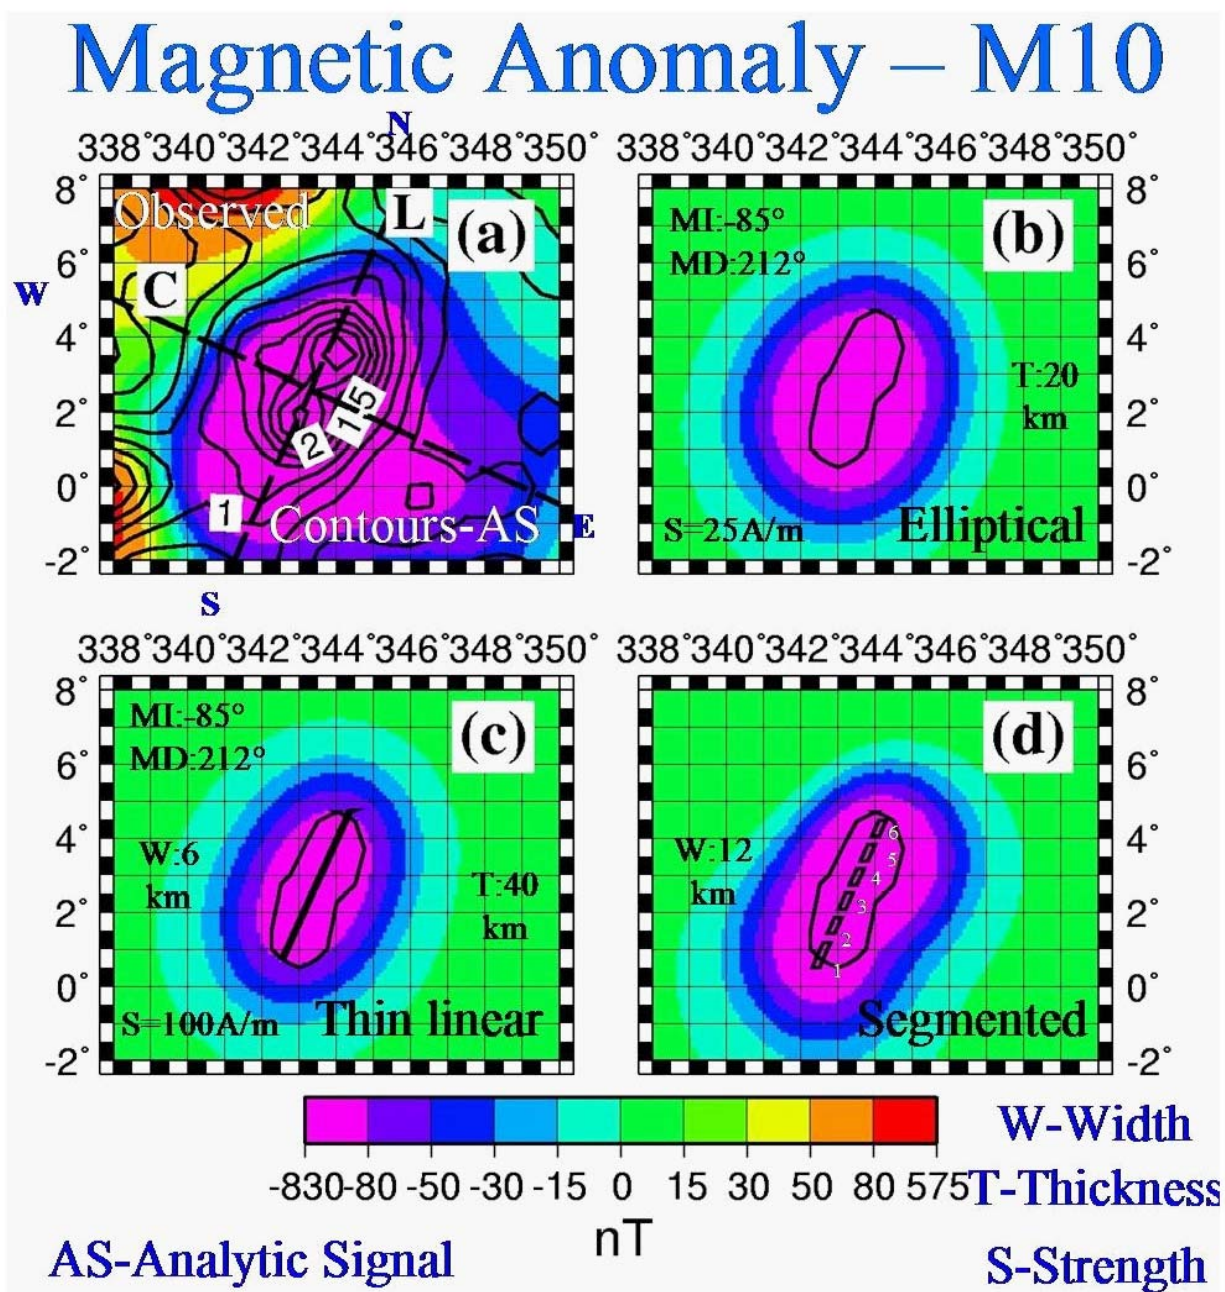 Magnetic Anomaly – M10
N
338° 340° 342° 344° 346° 348° 350°
338° 340° 342° 344° 346° 348° 350°
8°
Observed
L
(a)
MI:-85°
(b)
8°
6°
MD:212°
6°
W
C
4°
T:20
4°
2°
1.5
km
2°
2
0°
0°
1
Contours-AS
E
S=25A/m
Elliptical
-2°
-2°
S
338° 340° 342° 344° 346° 348° 350°
338° 340° 342° 344° 346° 348° 350°
8°
MI:-85°
(c)
(d)
8°
6°
MD:212°
6°
4°
W:6
W:12
6
4°
km
T:40
km
5
4
2°
km
3
2°
2
0°
1
0°
S=100A/m
Thin linear
Segmented
-2°
-2°
W-Width
-830 -80 -50 -30 -15 0 15 30 50 80 575
T-Thickness
nT
AS-Analytic Signal
S-Strength